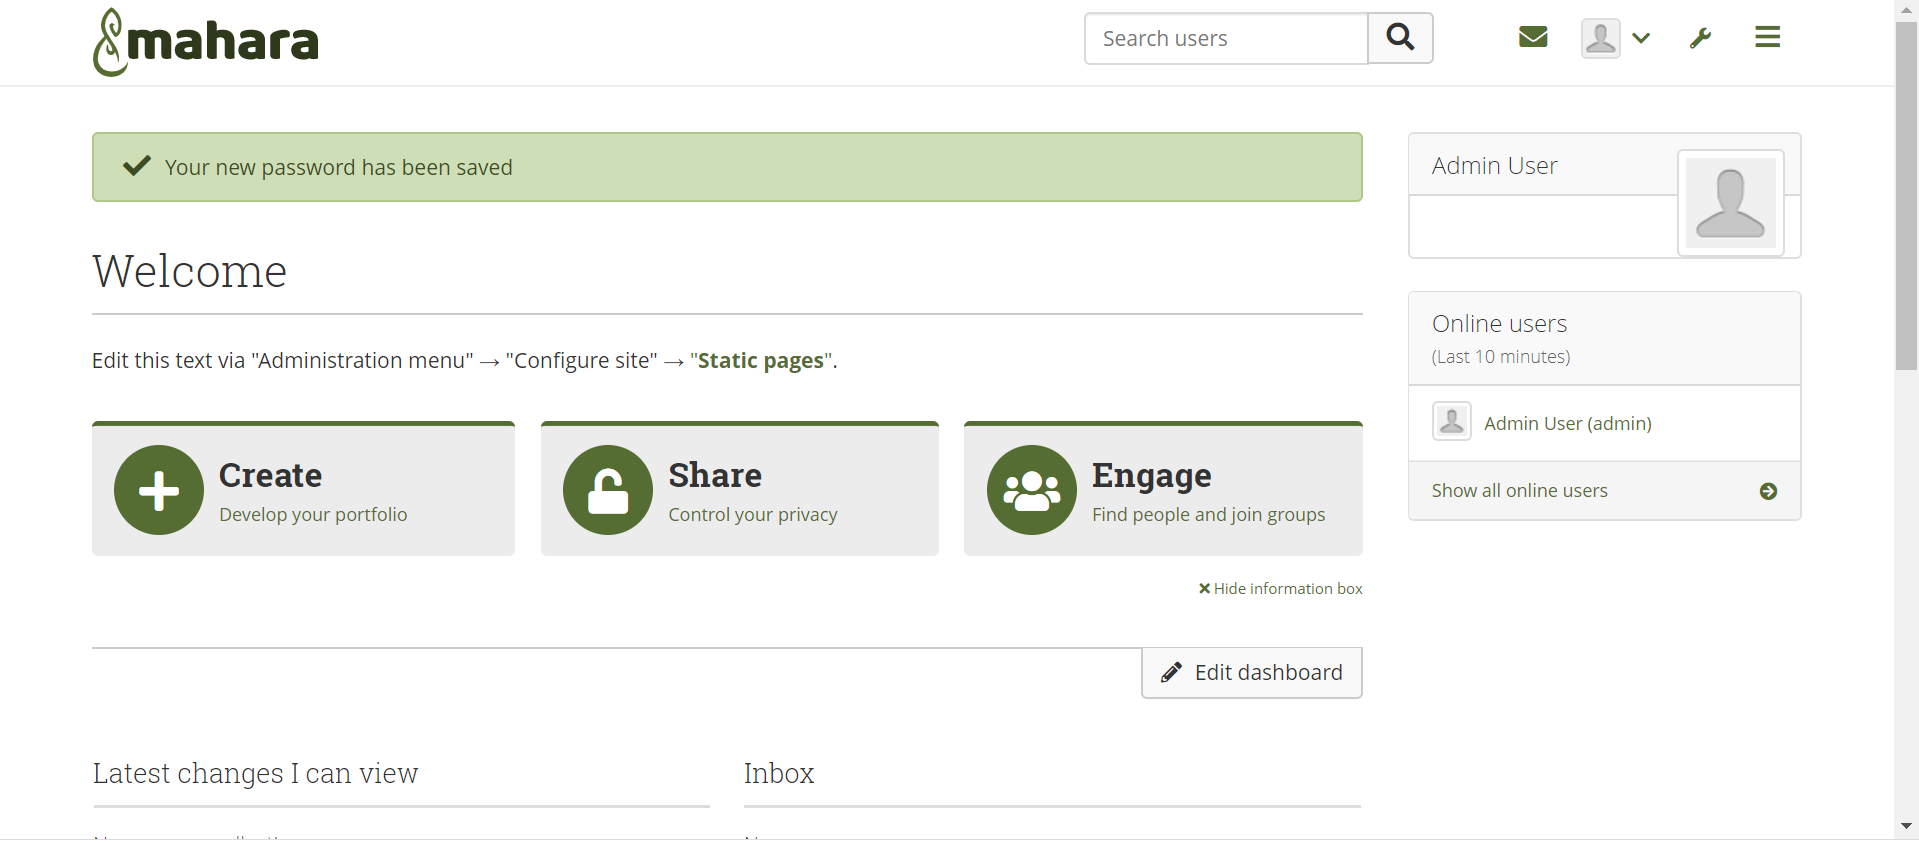 mahara
Search users
Your new password has been saved
Admin User
Welcome
Online users
(Last 10 minutes)
Edit this text via "Administration menu" → "Configure site" → "Static pages".
Admin User (admin)
Create
Develop your portfolio
Share
Control your privacy
Engage
Find people and join groups
Show all online users
Hide information box
Edit dashboard
Latest changes I can view
Inbox